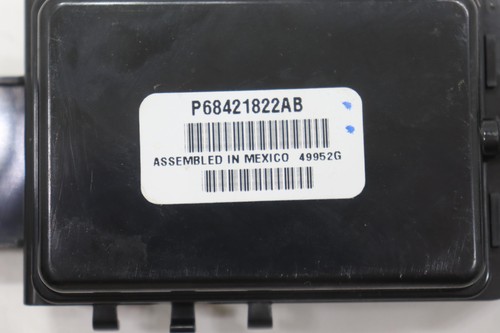 P68421822AB
ASSEMBLED IN MEXICO 49952G